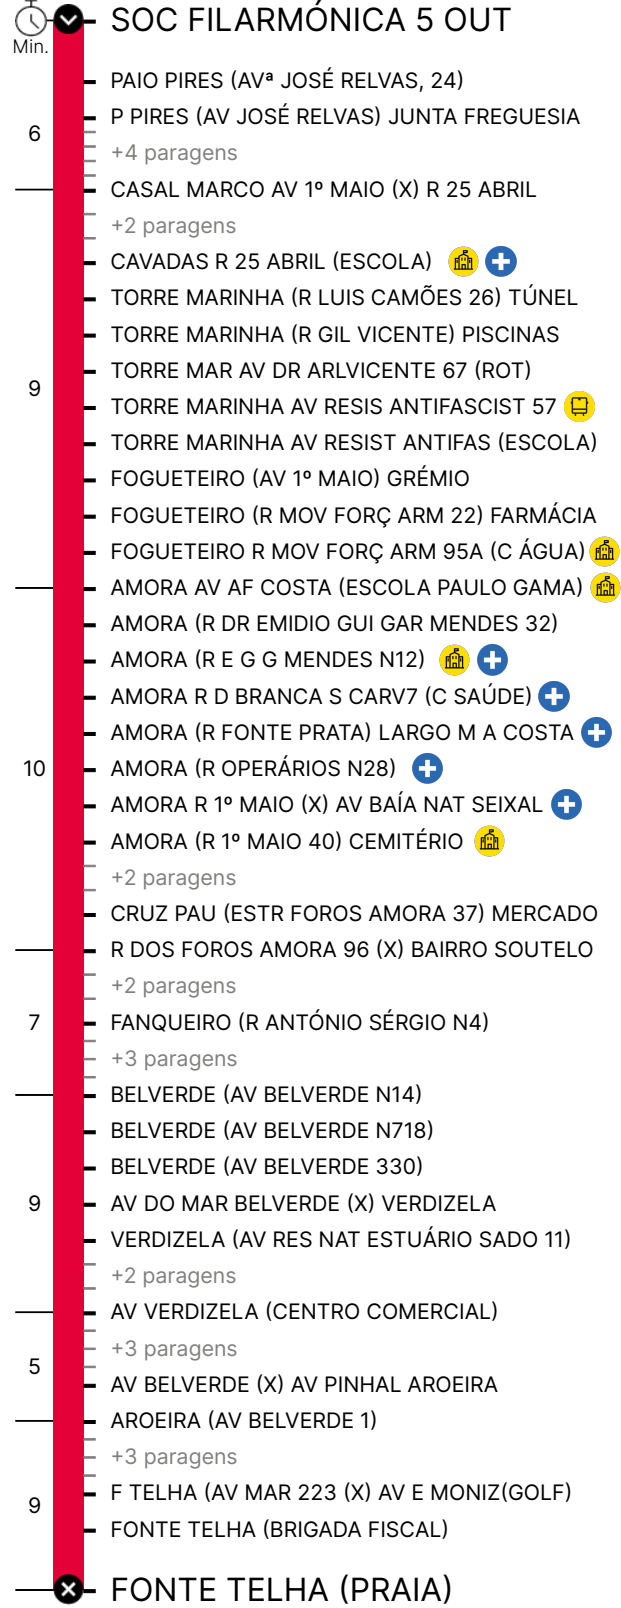 SOC FILARMÓNICA 5 OUT
Min.
PAIO PIRES (AVª JOSÉ RELVAS, 24)
P PIRES (AV JOSÉ RELVAS) JUNTA FREGUESIA
6
+4 paragens
CASAL MARCO AV 1º MAIO (X) R 25 ABRIL
+2 paragens
CAVADAS R 25 ABRIL (ESCOLA)
TORRE MARINHA (R LUIS CAMÕES 26) TÚNEL
TORRE MARINHA (R GIL VICENTE) PISCINAS
TORRE MAR AV DR ARLVICENTE 67 (ROT)
9
TORRE MARINHA AV RESIS ANTIFASCIST 57
TORRE MARINHA AV RESIST ANTIFAS (ESCOLA)
FOGUETEIRO (AV 1º MAIO) GRÉMIO
FOGUETEIRO (R MOV FORÇ ARM 22) FARMÁCIA
FOGUETEIRO R MOV FORÇ ARM 95A (C ÁGUA)
AMORA AV AF COSTA (ESCOLA PAULO GAMA)
AMORA (R DR EMIDIO GUI GAR MENDES 32)
AMORA (R E G G MENDES N12)
AMORA R D BRANCA S CARV7 (C SAÚDE)
AMORA (R FONTE PRATA) LARGO M A COSTA
10
AMORA (R OPERÁRIOS N28)
AMORA R 1º MAIO (X) AV BAÍA NAT SEIXAL
AMORA (R 1º MAIO 40) CEMITÉRIO
+2 paragens
CRUZ PAU (ESTR FOROS AMORA 37) MERCADO
R DOS FOROS AMORA 96 (X) BAIRRO SOUTELO
+2 paragens
7
FANQUEIRO (R ANTÓNIO SÉRGIO N4)
+3 paragens
BELVERDE (AV BELVERDE N14)
BELVERDE (AV BELVERDE N718)
BELVERDE (AV BELVERDE 330)
9
AV DO MAR BELVERDE (X) VERDIZELA
VERDIZELA (AV RES NAT ESTUÁRIO SADO 11)
+2 paragens
AV VERDIZELA (CENTRO COMERCIAL)
+3 paragens
5
AV BELVERDE (X) AV PINHAL AROEIRA
AROEIRA (AV BELVERDE 1)
+3 paragens
F TELHA (AV MAR 223 (X) AV E MONIZ(GOLF)
9
FONTE TELHA (BRIGADA FISCAL)
FONTE TELHA (PRAIA)